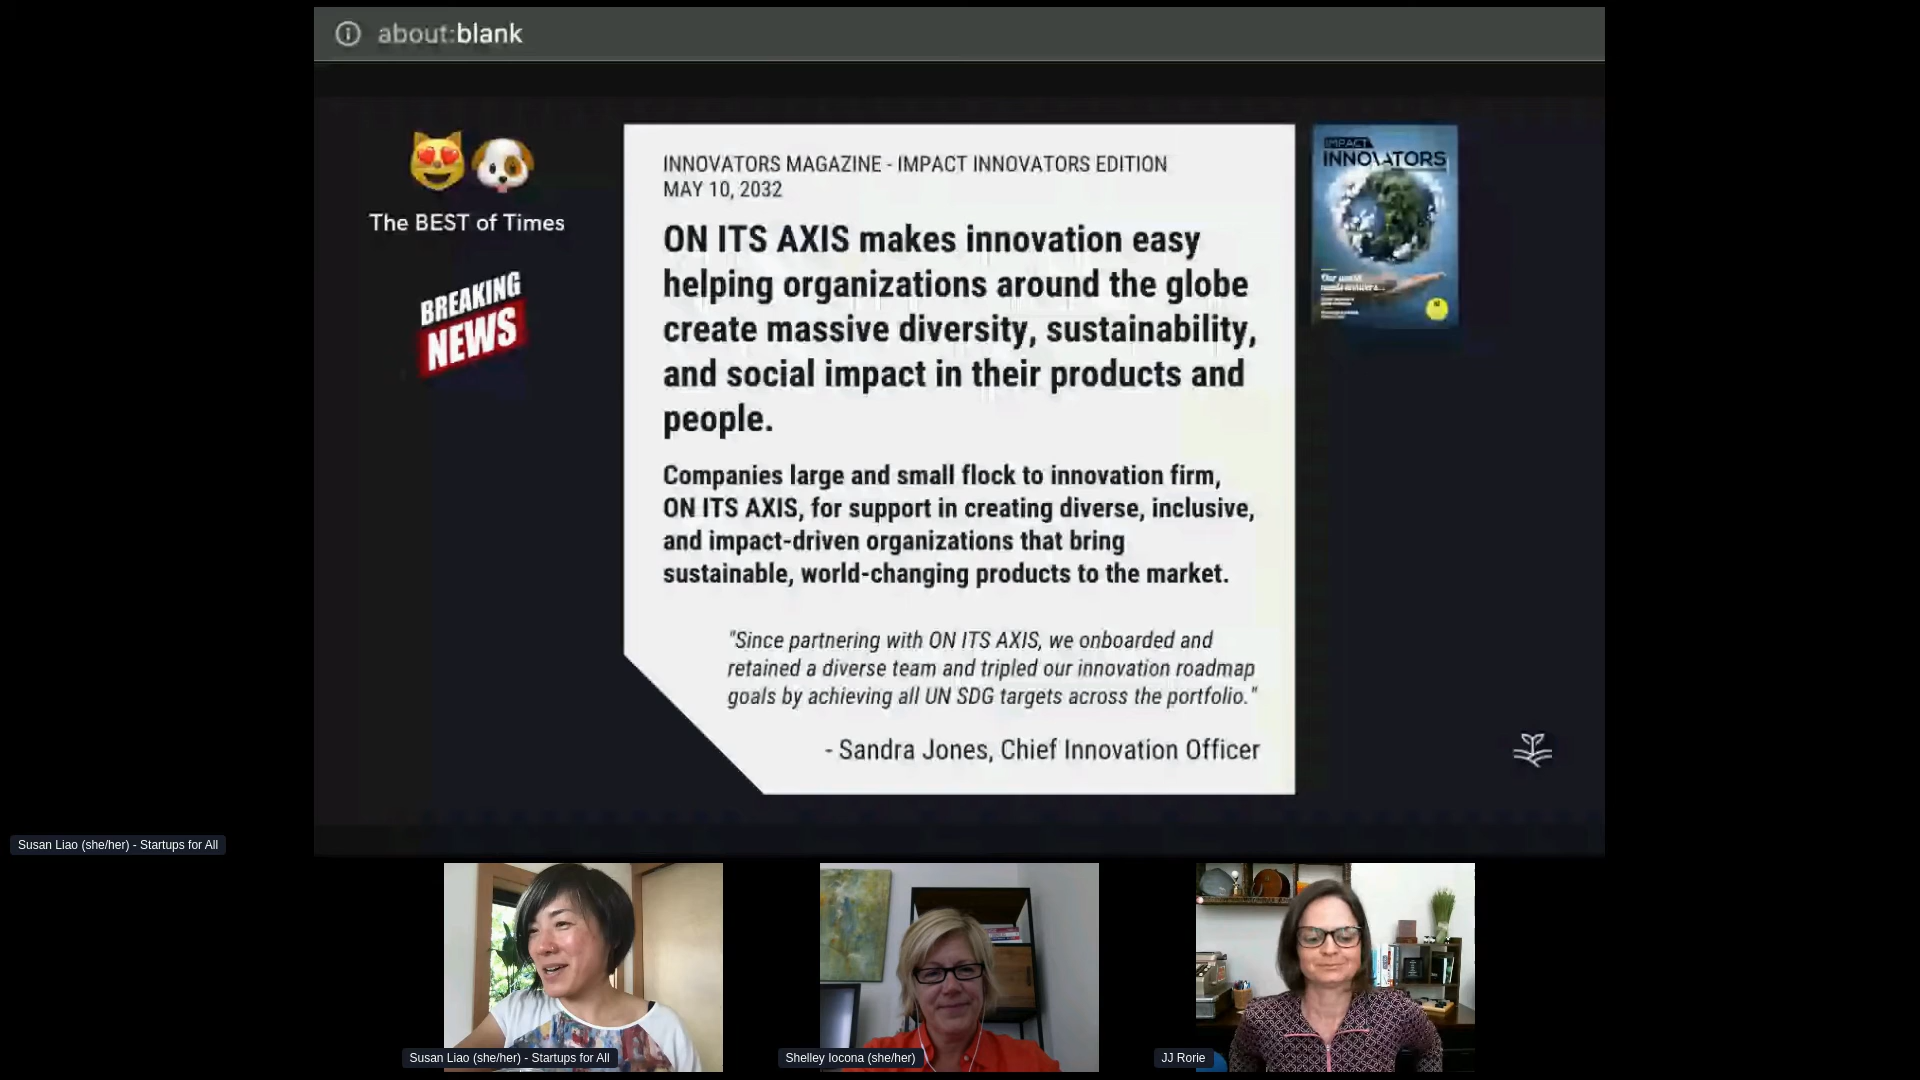 about:blank
The BEST of Times
BREAKING
NEWS
INNOVATORS MAGAZINE - IMPACT INNOVATORS EDITION
MAY 10, 2032
ON ITS AXIS makes innovation easy
helping organizations around the globe
create massive diversity, sustainability,
and social impact in their products and
people.
Companies large and small flock to innovation firm,
ON ITS AXIS, for support in creating diverse, inclusive,
and impact-driven organizations that bring
sustainable, world-changing products to the market.
"Since partnering with ON ITS AXIS, we onboarded and
retained a diverse team and tripled our innovation roadmap
goals by achieving all UN SDG targets across the portfolio."
- Sandra Jones, Chief Innovation Officer
IMPACT
INNOVATORS
Our world
needs answers...
Susan Liao (she/her) - Startups for All
Susan Liao (she/her) - Startups for All
Shelley Iocona (she/her)
JJ Rorie